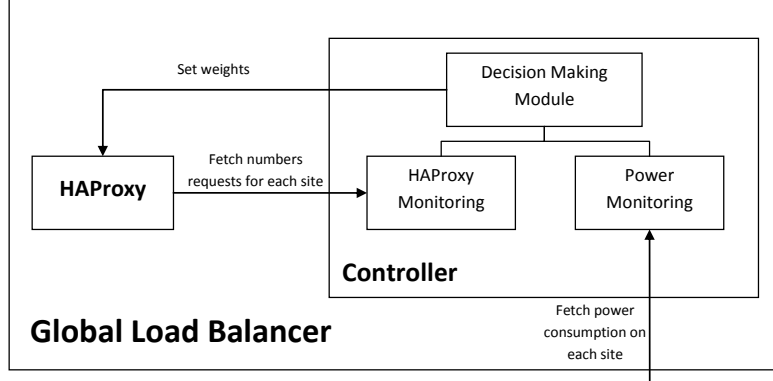 Set weights
Decision Making
Module
HAProxy
Fetch numbers
requests for each site
HAProxy
Monitoring
Power
Monitoring
Controller
Global Load Balancer
Fetch power
consumption on
each site